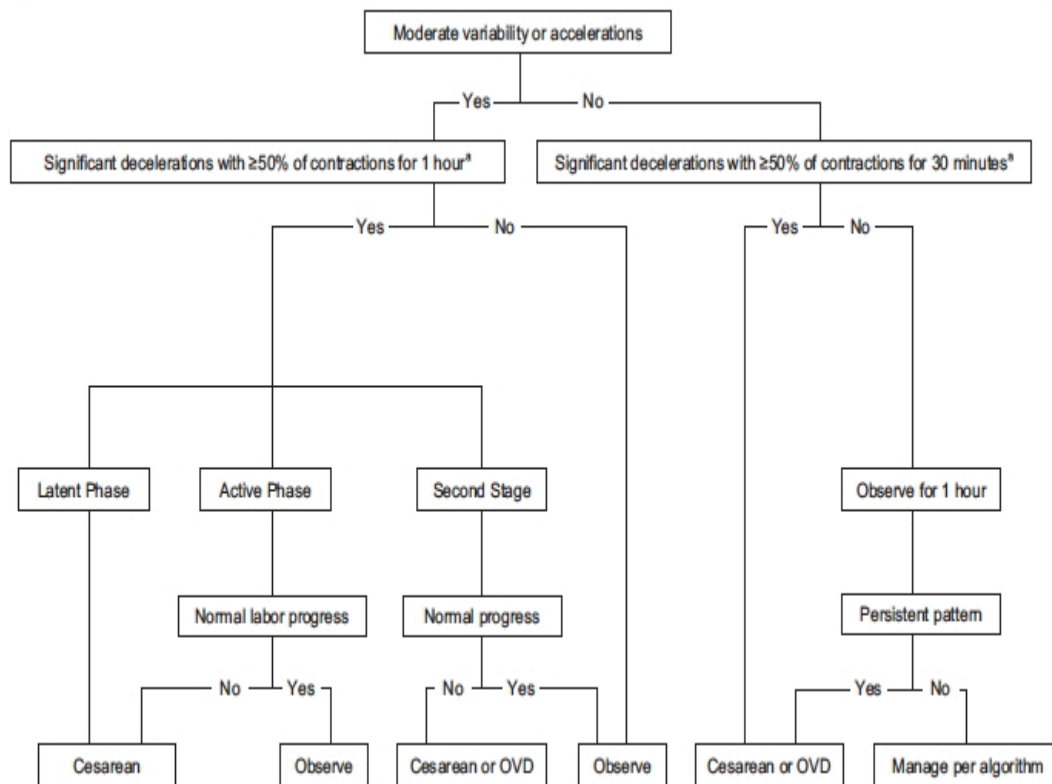 Moderate variability or accelerations
Yes No
Significant decelerations with ≥50% of contractions for 1 hourᵃ
Significant decelerations with ≥50% of contractions for 30 minutesᵃ
Yes No
Yes No
Latent Phase
Active Phase
Second Stage
Observe for 1 hour
Normal labor progress
Normal progress
Persistent pattern
No Yes
No Yes
Yes No
Cesarean
Observe
Cesarean or OVD
Observe
Cesarean or OVD
Manage per algorithm